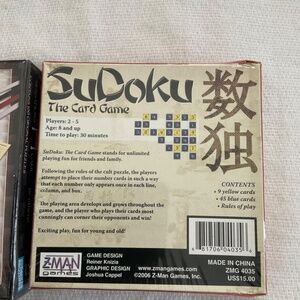 SuDoku
The Card Game
数独
Players: 2 - 5
Age: 8 and up
Time to play: 30 minutes
SuDoku: The Card Game stands for unlimited
playing fun for friends and family.
Following the rules of the cult puzzle, the players
attempt to place their number cards in such a way
that each number only appears once in each line,
column, and box.
The playing area develops and grows throughout the
game, and the player who plays their cards most
cunningly can corner their opponents and win!
Exciting play, fun for young and old!
CONTENTS
• 9 yellow cards
• 45 blue cards
• Rules of play
Z-MAN
games
GAME DESIGN
Reiner Knizia
GRAPHIC DESIGN
Joshua Cappel
www.zmangames.com
©2006 Z-Man Games, Inc.
MADE IN CHINA
ZMG 4035
US$15.00